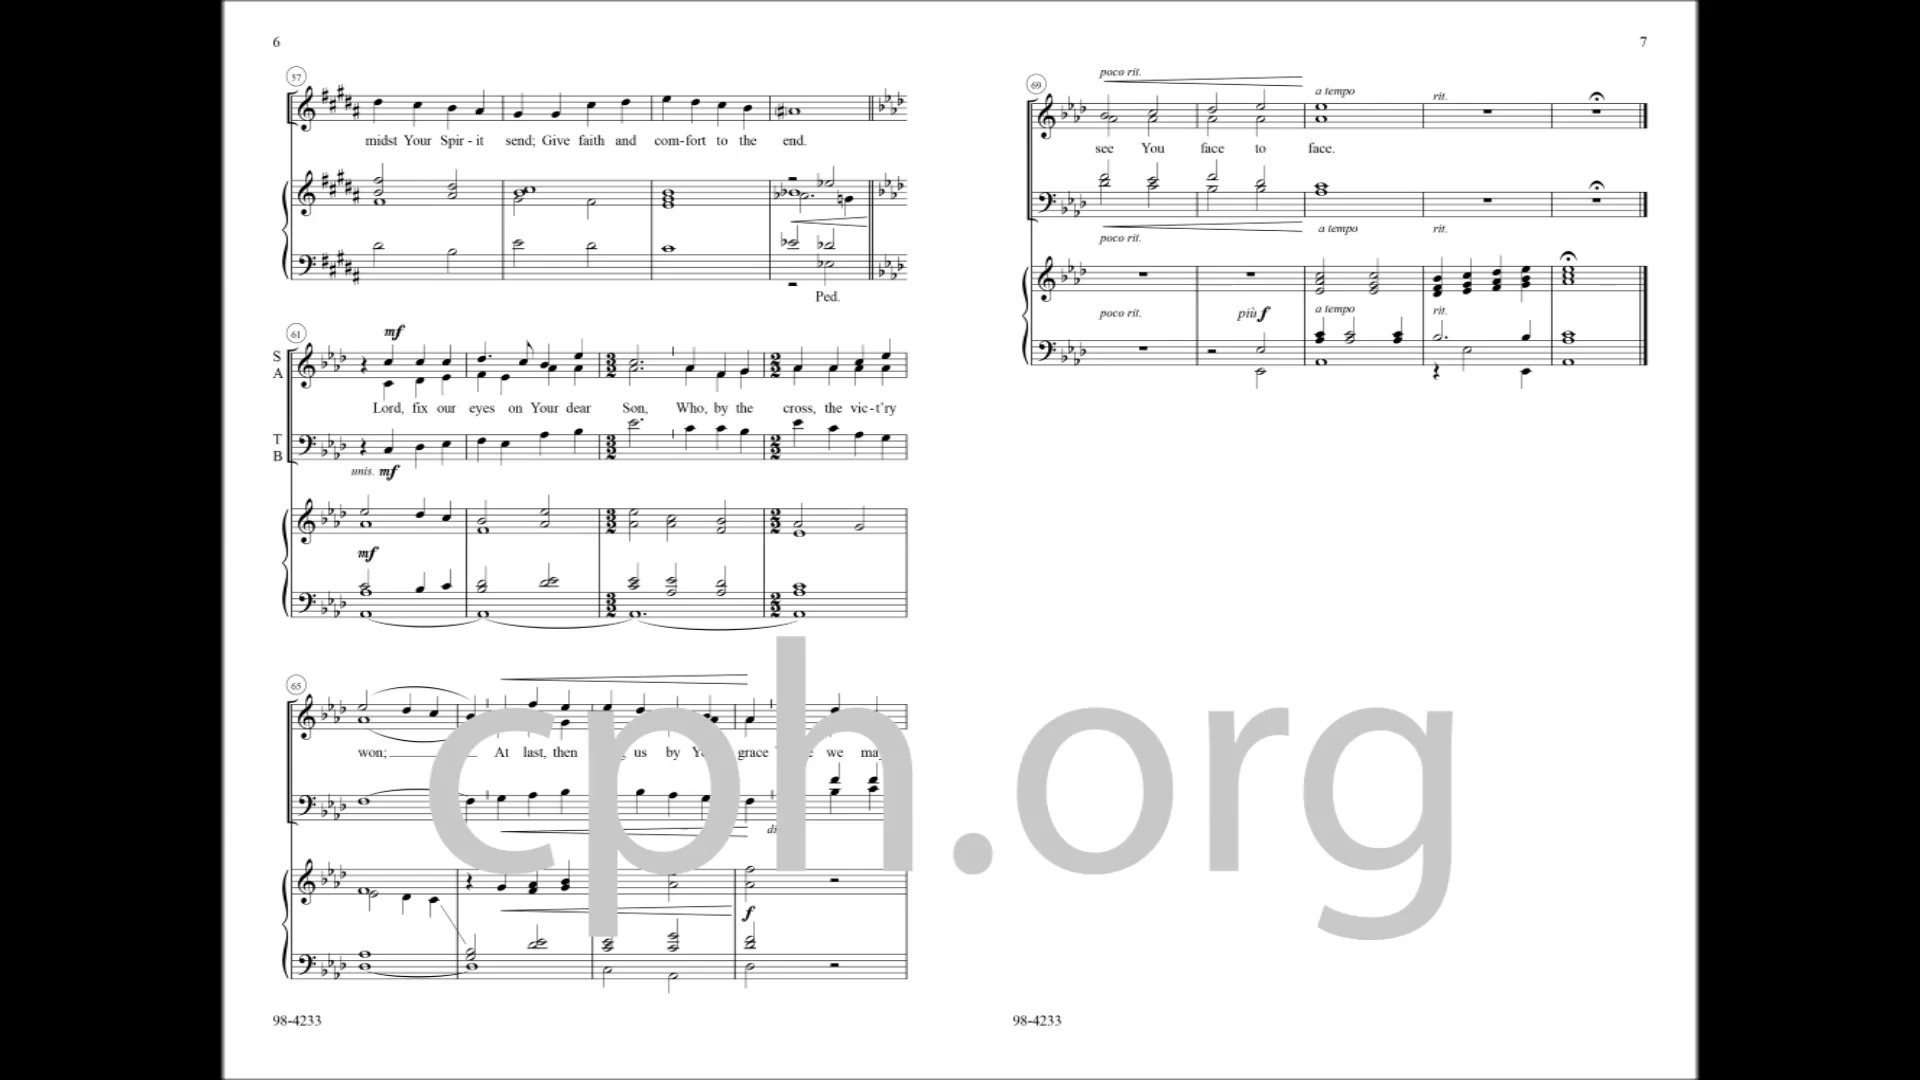 6
57
midst Your Spir - it send; Give faith and com-fort to the end.
Ped.
61
mf
S
A
Lord, fix our eyes on Your dear Son, Who, by the cross, the vic-t'ry
T
B
unis. mf
mf
65
won; At last, then us by grace we
f
98-4233
7
69
poco rit.
a tempo
rit.
see You face to face.
poco rit.
a tempo
rit.
poco rit.
più f
a tempo
rit.
98-4233
cph.org